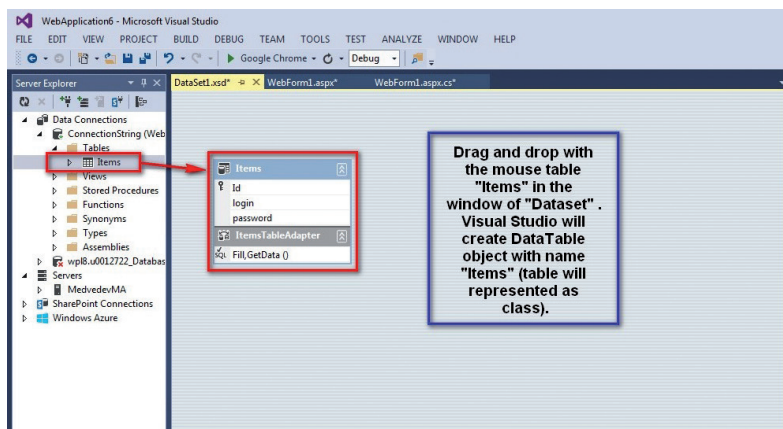 WebApplication6 - Microsoft Visual Studio
FILE EDIT VIEW PROJECT BUILD DEBUG TEAM TOOLS TEST ANALYZE WINDOW HELP
Google Chrome Debug
Server Explorer
DataSet1.xsd* WebForm1.aspx* WebForm1.aspx.cs*
Data Connections
ConnectionString (Web
Tables
Items
Views
Stored Procedures
Functions
Synonyms
Types
Assemblies
wpl8.u0012722_Databas
Servers
MedvedevMA
SharePoint Connections
Windows Azure
Items
Id
login
password
ItemsTableAdapter
SQL Fill,GetData ()
Drag and drop with
the mouse table
"Items" in the
window of "Dataset" .
Visual Studio will
create DataTable
object with name
"Items" (table will
represented as
class).